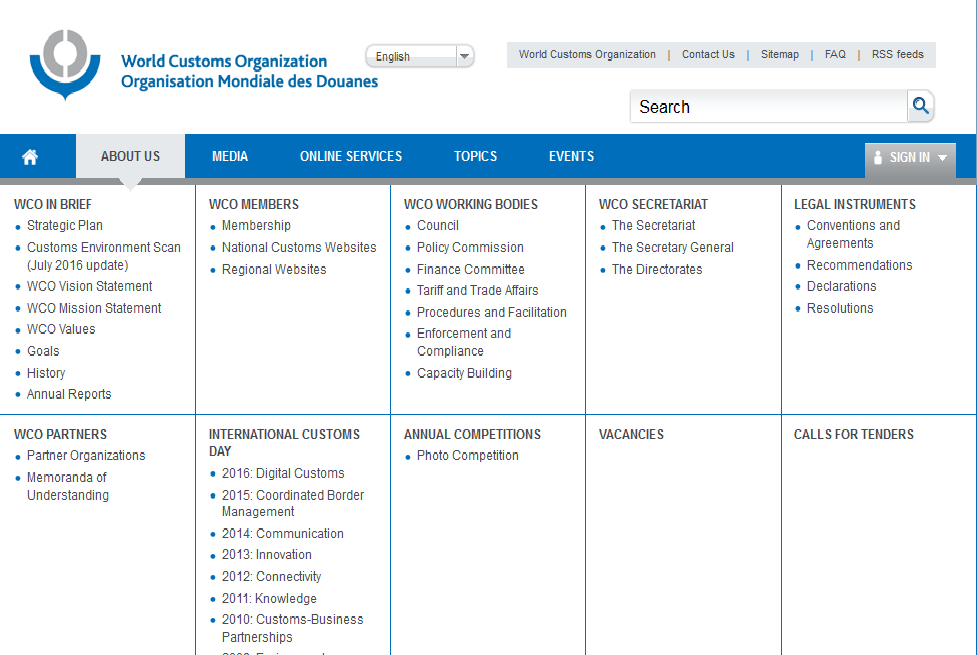 World Customs Organization
Organisation Mondiale des Douanes
English
World Customs Organization | Contact Us | Sitemap | FAQ | RSS feeds
Search
ABOUT US MEDIA ONLINE SERVICES TOPICS EVENTS SIGN IN
WCO IN BRIEF
Strategic Plan
Customs Environment Scan
(July 2016 update)
WCO Vision Statement
WCO Mission Statement
WCO Values
Goals
History
Annual Reports
WCO MEMBERS
Membership
National Customs Websites
Regional Websites
WCO WORKING BODIES
Council
Policy Commission
Finance Committee
Tariff and Trade Affairs
Procedures and Facilitation
Enforcement and
Compliance
Capacity Building
WCO SECRETARIAT
The Secretariat
The Secretary General
The Directorates
LEGAL INSTRUMENTS
Conventions and
Agreements
Recommendations
Declarations
Resolutions
WCO PARTNERS
Partner Organizations
Memoranda of
Understanding
INTERNATIONAL CUSTOMS
DAY
2016: Digital Customs
2015: Coordinated Border
Management
2014: Communication
2013: Innovation
2012: Connectivity
2011: Knowledge
2010: Customs-Business
Partnerships
ANNUAL COMPETITIONS
Photo Competition
VACANCIES
CALLS FOR TENDERS